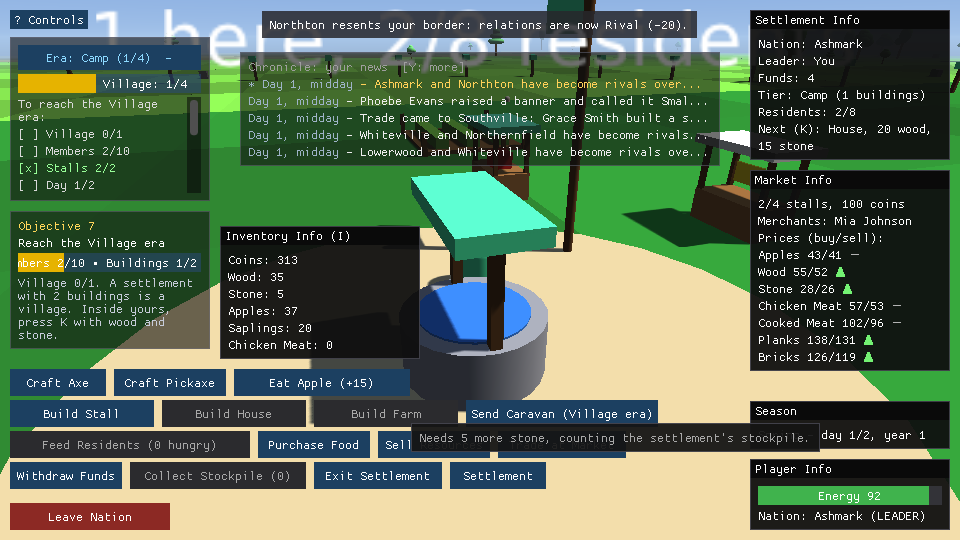 ? Controls
1 here, 2/8 reside
Northton resents your border: relations are now Rival (-20).
Era: Camp (1/4) –
Village: 1/4
To reach the Village
era:
[ ] Village 0/1
[ ] Members 2/10
[x] Stalls 2/2
[ ] Day 1/2
Chronicle: your news [Y: more]
* Day 1, midday – Ashmark and Northton have become rivals over...
Day 1, midday – Phoebe Evans raised a banner and called it Smal...
Day 1, midday – Trade came to Southville: Grace Smith built a s...
Day 1, midday – Whiteville and Northernfield have become rivals...
Day 1, midday – Lowerwood and Whiteville have become rivals ove...
Settlement Info
Nation: Ashmark
Leader: You
Funds: 4
Tier: Camp (1 buildings)
Residents: 2/8
Next (K): House, 20 wood,
15 stone
Market Info
2/4 stalls, 100 coins
Merchants: Mia Johnson
Prices (buy/sell):
Apples 43/41 —
Wood 55/52
Stone 28/26
Chicken Meat 57/53 —
Cooked Meat 102/96 —
Planks 138/131
Bricks 126/119
Objective 7
Reach the Village era
mbers 2/10 • Buildings 1/2
Village 0/1. A settlement
with 2 buildings is a
village. Inside yours,
press K with wood and
stone.
Inventory Info (I)
Coins: 313
Wood: 35
Stone: 5
Apples: 37
Saplings: 20
Chicken Meat: 0
Craft Axe
Craft Pickaxe
Eat Apple (+15)
Build Stall
Build House
Build Farm
Send Caravan (Village era)
Feed Residents (0 hungry)
Purchase Food
Sell
Needs 5 more stone, counting the settlement's stockpile.
Withdraw Funds
Collect Stockpile (0)
Exit Settlement
Settlement
Leave Nation
Season
day 1/2, year 1
Player Info
Energy 92
Nation: Ashmark (LEADER)